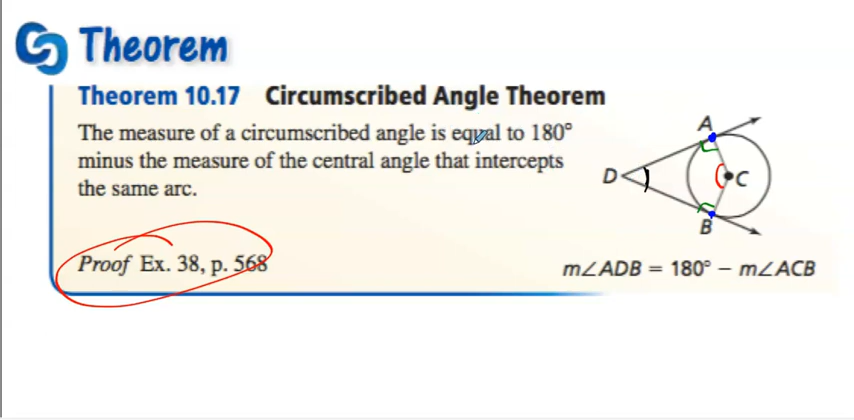 Theorem
Theorem 10.17 Circumscribed Angle Theorem
The measure of a circumscribed angle is equal to 180°
minus the measure of the central angle that intercepts
the same arc.
A
D
C
B
Proof Ex. 38, p. 568
m∠ADB = 180° − m∠ACB